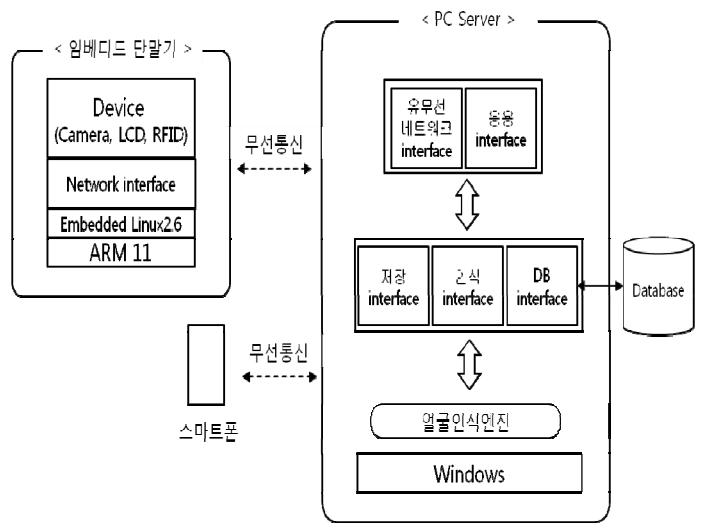 < 임베디드 단말기 >
Device
(Camera, LCD, RFID)
Network interface
Embedded Linux2.6
ARM 11
무선통신
스마트폰
무선통신
< PC Server >
유무선
네트워크
interface
응용
interface
저장
interface
인식
interface
DB
interface
Database
얼굴인식엔진
Windows